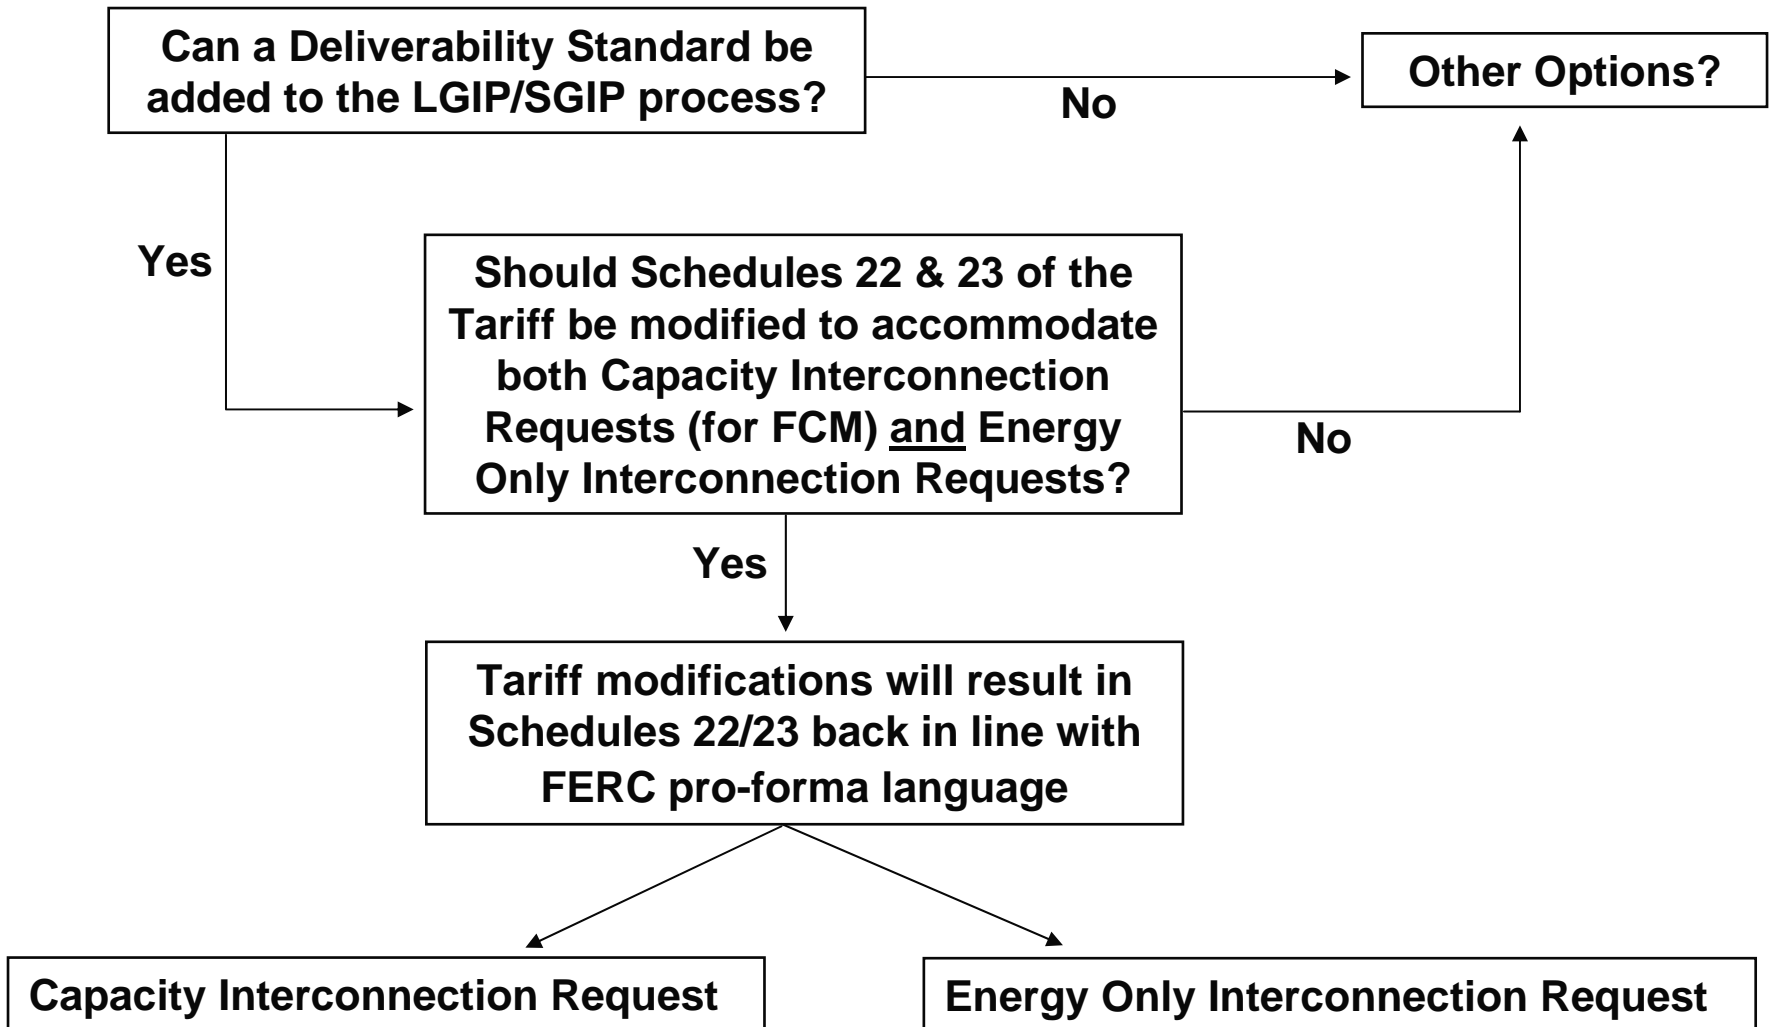 Can a Deliverability Standard be
added to the LGIP/SGIP process?
No
Other Options?
Yes
Should Schedules 22 & 23 of the
Tariff be modified to accommodate
both Capacity Interconnection
Requests (for FCM) and Energy
Only Interconnection Requests?
No
Yes
Tariff modifications will result in
Schedules 22/23 back in line with
FERC pro-forma language
Capacity Interconnection Request
Energy Only Interconnection Request